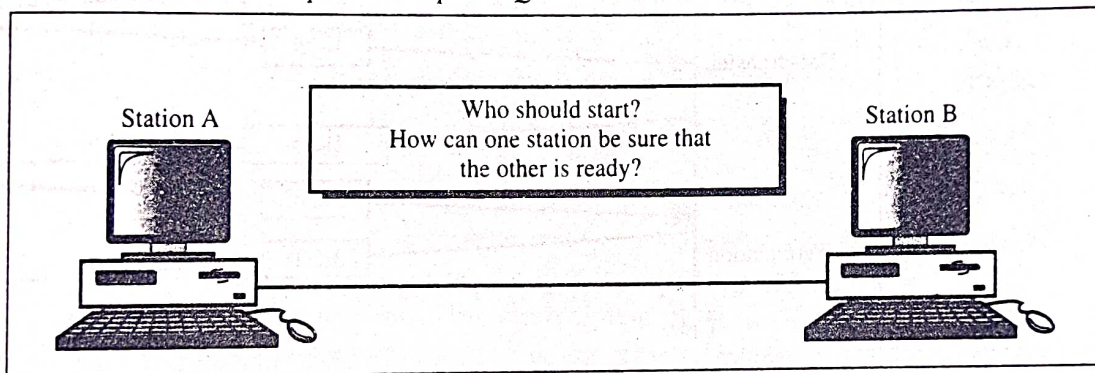 Station A
Who should start?
How can one station be sure that
the other is ready?
Station B